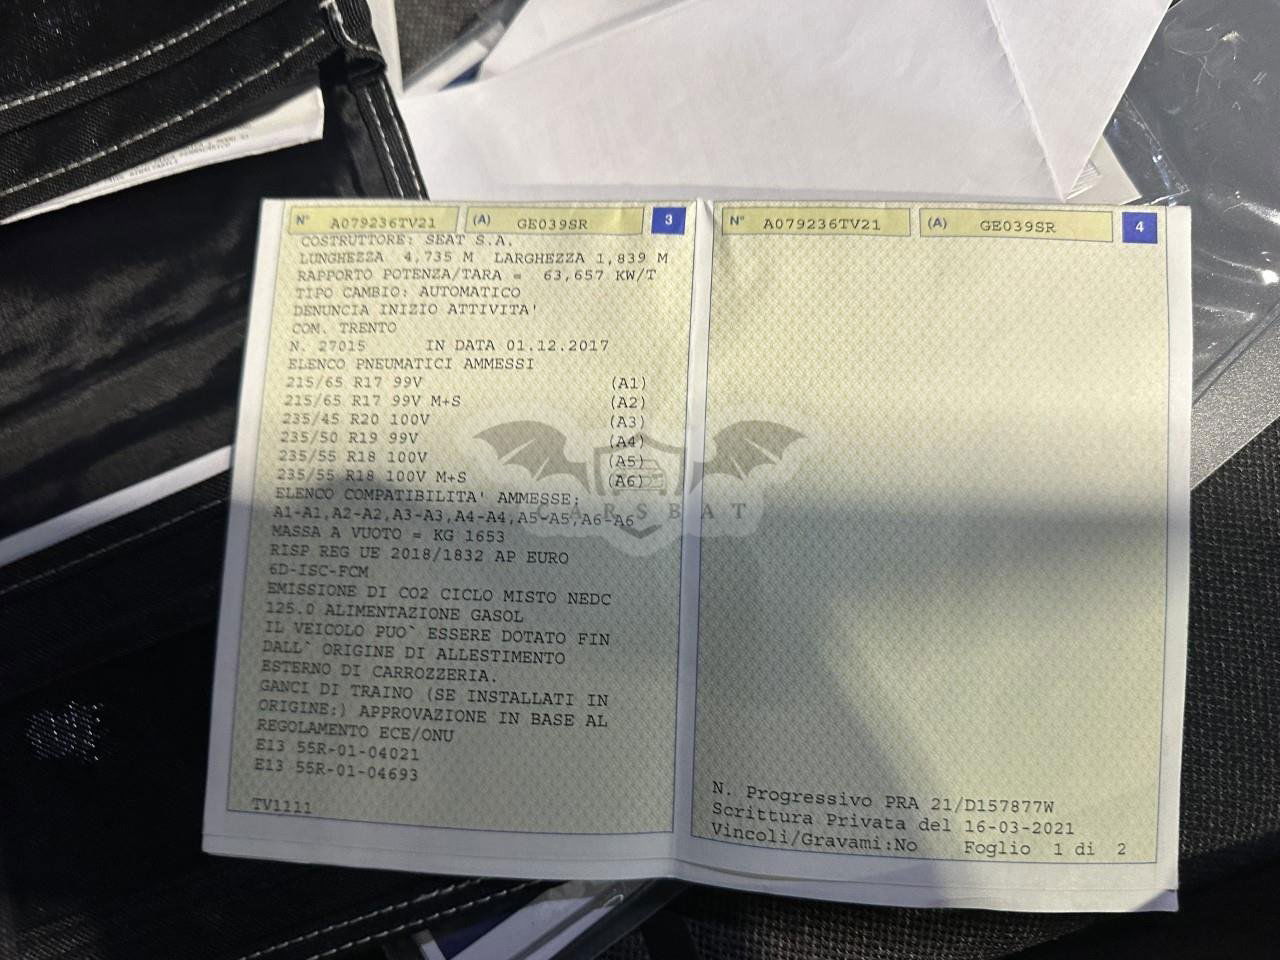 N° A079236TV21 (A) GE039SR 3
COSTRUTTORE: SEAT S.A.
LUNGHEZZA 4,735 M LARGHEZZA 1,839 M
RAPPORTO POTENZA/TARA = 63,657 KW/T
TIPO CAMBIO: AUTOMATICO
DENUNCIA INIZIO ATTIVITA'
COM. TRENTO
N. 27015 IN DATA 01.12.2017
ELENCO PNEUMATICI AMMESSI
215/65 R17 99V (A1)
215/65 R17 99V M+S (A2)
235/45 R20 100V (A3)
235/50 R19 99V (A4)
235/55 R18 100V (A5)
235/55 R18 100V M+S (A6)
ELENCO COMPATIBILITA' AMMESSE:
A1-A1,A2-A2,A3-A3,A4-A4,A5-A5,A6-A6
MASSA A VUOTO = KG 1653
RISP REG UE 2018/1832 AP EURO
6D-ISC-FCM
EMISSIONE DI CO2 CICLO MISTO NEDC
125.0 ALIMENTAZIONE GASOL
IL VEICOLO PUO` ESSERE DOTATO FIN
DALL` ORIGINE DI ALLESTIMENTO
ESTERNO DI CARROZZERIA.
GANCI DI TRAINO (SE INSTALLATI IN
ORIGINE:) APPROVAZIONE IN BASE AL
REGOLAMENTO ECE/ONU
E13 55R-01-04021
E13 55R-01-04693
TV1111
N° A079236TV21 (A) GE039SR 4
N. Progressivo PRA 21/D157877W
Scrittura Privata del 16-03-2021
Vincoli/Gravami:No Foglio 1 di 2
CARSBAT